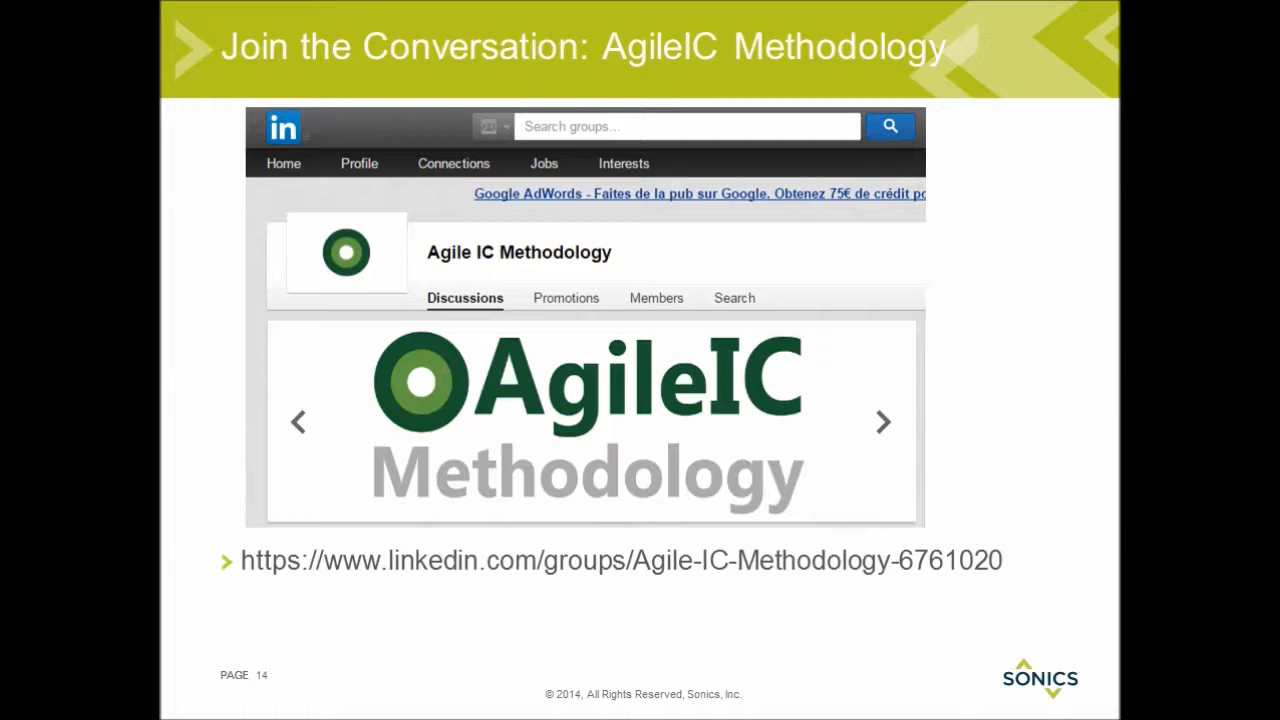 Join the Conversation: AgileIC Methodology
in
Search groups...
Home Profile Connections Jobs Interests
Google AdWords - Faites de la pub sur Google. Obtenez 75€ de crédit
Agile IC Methodology
Discussions Promotions Members Search
AgileIC
Methodology
https://www.linkedin.com/groups/Agile-IC-Methodology-6761020
PAGE 14
SONICS
© 2014, All Rights Reserved, Sonics, Inc.